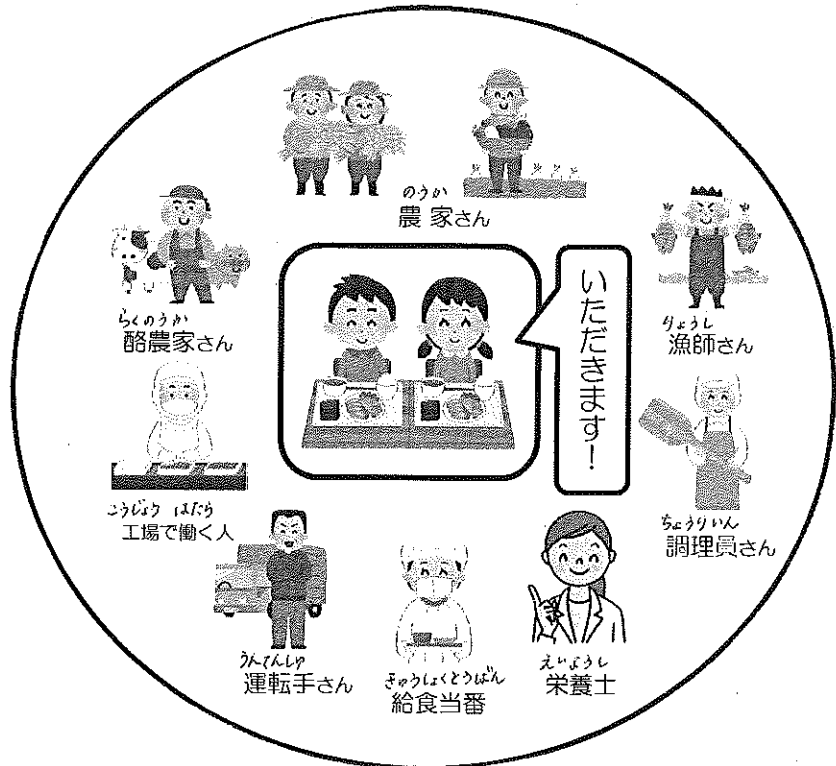 のうか
農家さん
らくのうか
酪農家さん
いただきます！
りょうし
漁師さん
こうじょう はたら
工場で働く人
ちょうりいん
調理員さん
うんてんしゅ
運転手さん
きゅうしょくとうばん
給食当番
えいようし
栄養士